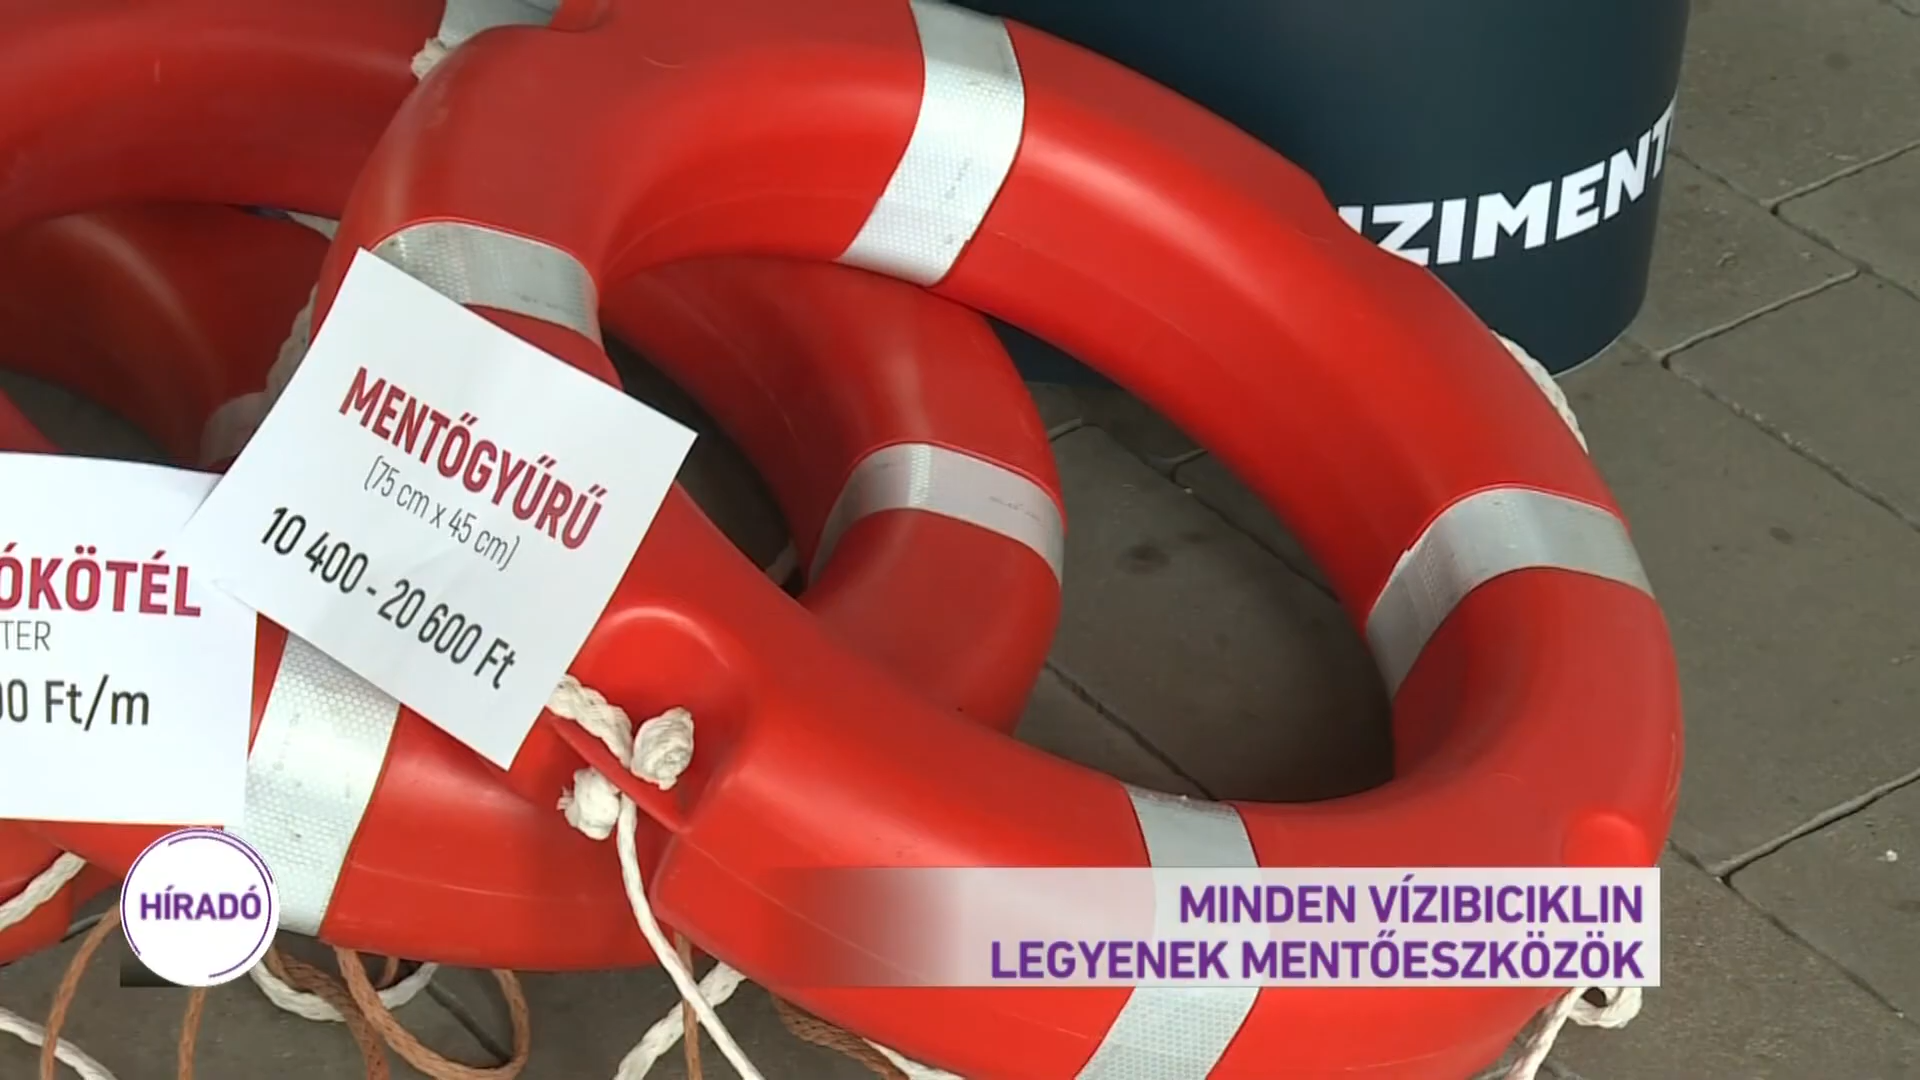 IZIMENT
MENTŐGYŰRŰ
(75 cm x 45 cm)
10 400 - 20 600 Ft
ÓKÖTÉL
TER
00 Ft/m
HÍRADÓ
MINDEN VÍZIBICIKLIN
LEGYENEK MENTŐESZKÖZÖK